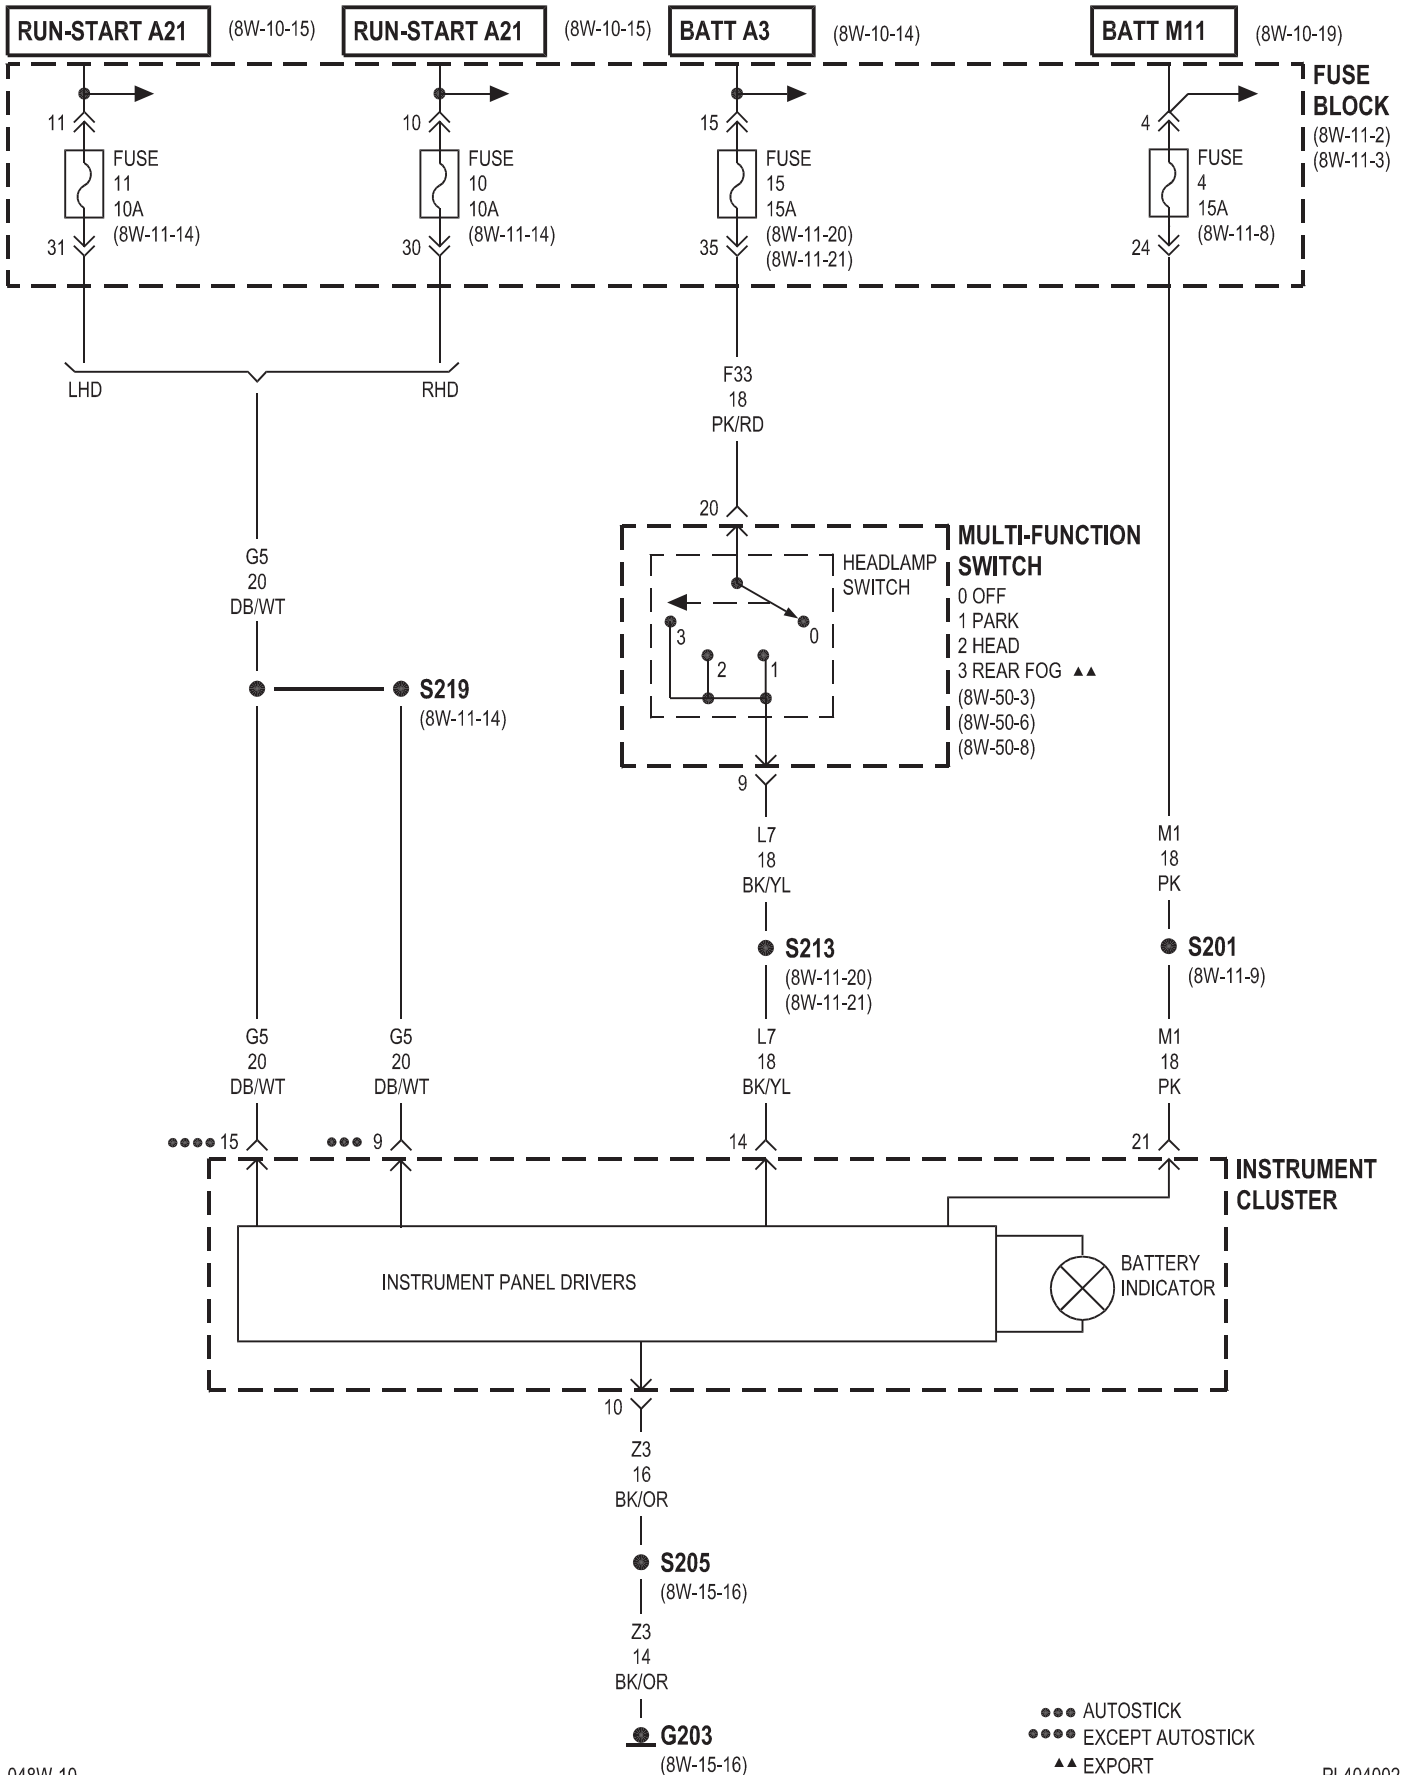 RUN-START A21 (8W-10-15) RUN-START A21 (8W-10-15) BATT A3 (8W-10-14) BATT M11 (8W-10-19)
FUSE
BLOCK
(8W-11-2)
(8W-11-3)
11
FUSE
11
10A
(8W-11-14)
31
10
FUSE
10
10A
(8W-11-14)
30
15
FUSE
15
15A
(8W-11-20)
(8W-11-21)
35
4
FUSE
4
15A
(8W-11-8)
24
LHD
RHD
F33
18
PK/RD
20
MULTI-FUNCTION
SWITCH
0 OFF
1 PARK
2 HEAD
3 REAR FOG ▲▲
(8W-50-3)
(8W-50-6)
(8W-50-8)
HEADLAMP
SWITCH
3
2
1
0
9
G5
20
DB/WT
S219
(8W-11-14)
L7
18
BK/YL
M1
18
PK
S213
(8W-11-20)
(8W-11-21)
S201
(8W-11-9)
G5
20
DB/WT
G5
20
DB/WT
L7
18
BK/YL
M1
18
PK
●●●● 15
●●● 9
14
21
INSTRUMENT
CLUSTER
INSTRUMENT PANEL DRIVERS
BATTERY
INDICATOR
10
Z3
16
BK/OR
S205
(8W-15-16)
Z3
14
BK/OR
G203
(8W-15-16)
●●● AUTOSTICK
●●●● EXCEPT AUTOSTICK
▲▲ EXPORT